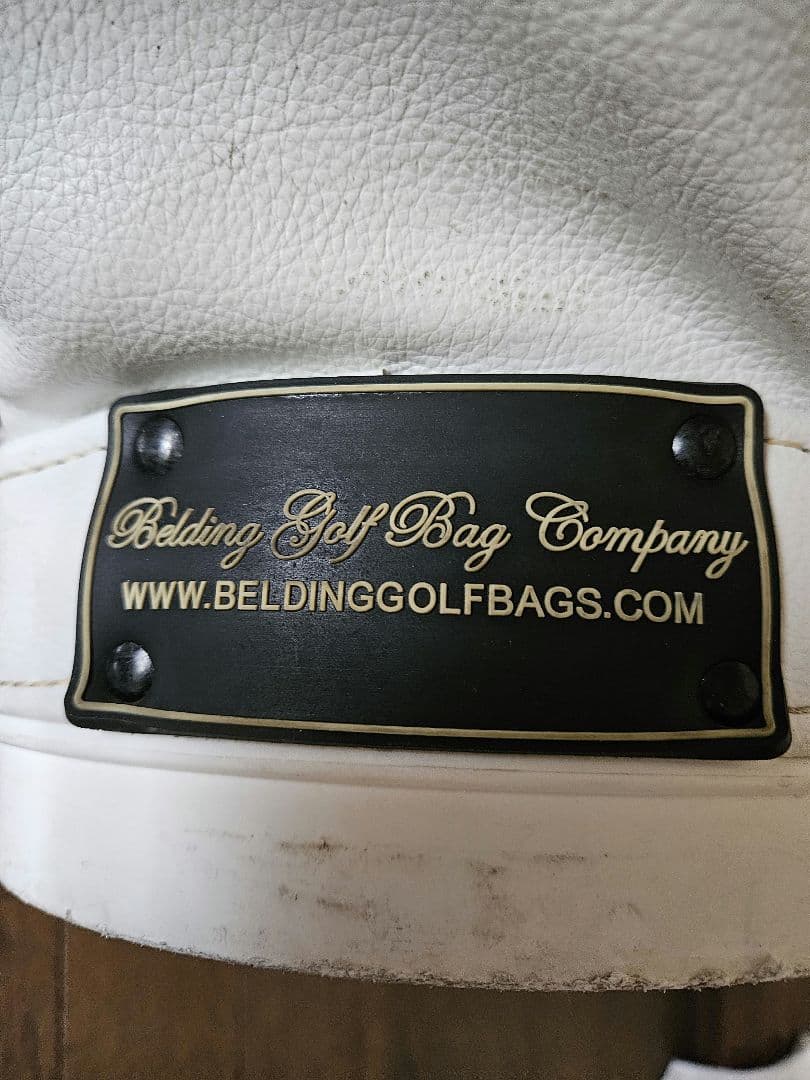 Belding Golf Bag Company
WWW.BELDINGGOLFBAGS.COM